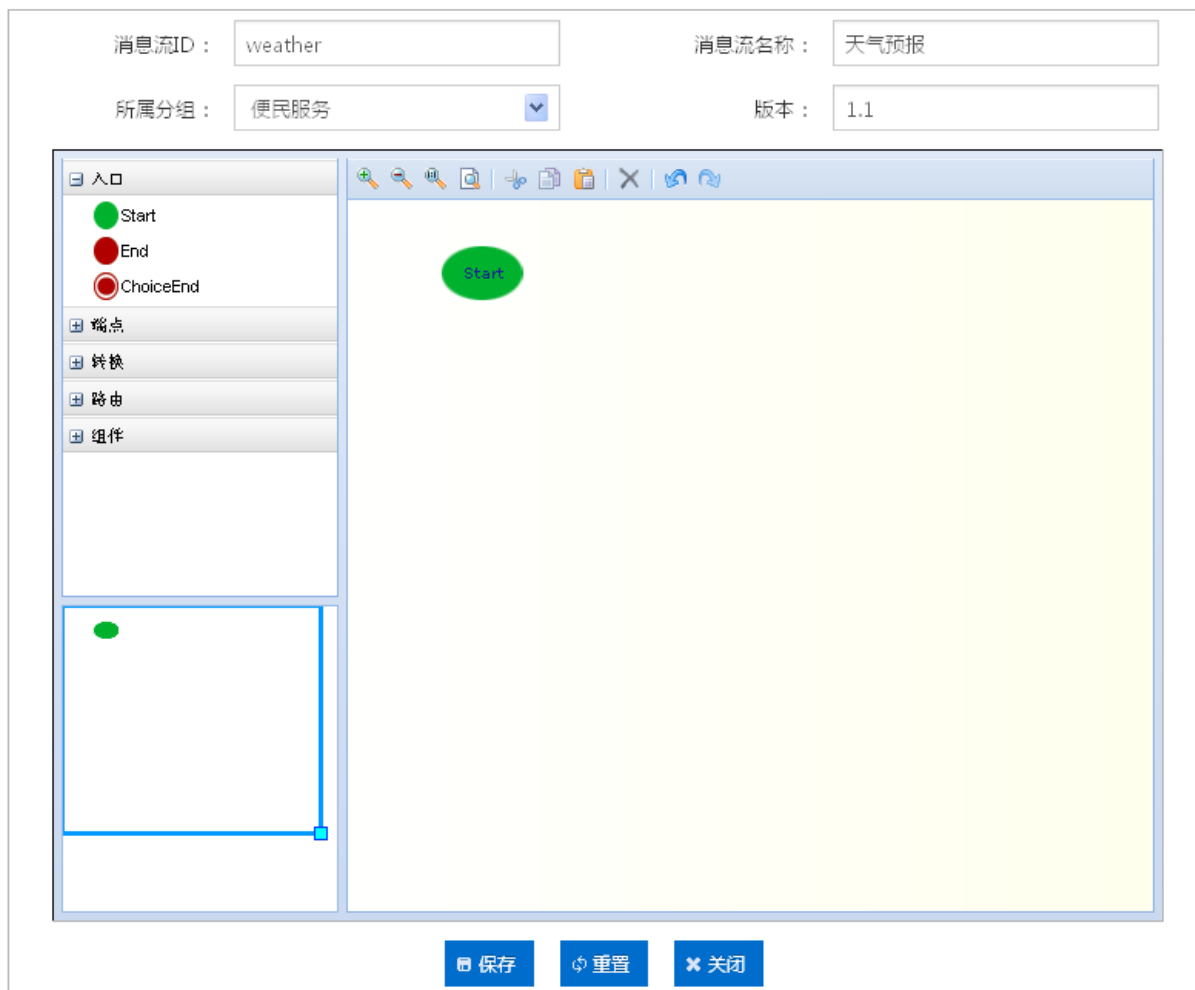 消息流ID： weather 消息流名称： 天气预报
所属分组： 便民服务 版本： 1.1
入口
Start
End
ChoiceEnd
端点
转换
路由
组件
Start
保存 重置 关闭